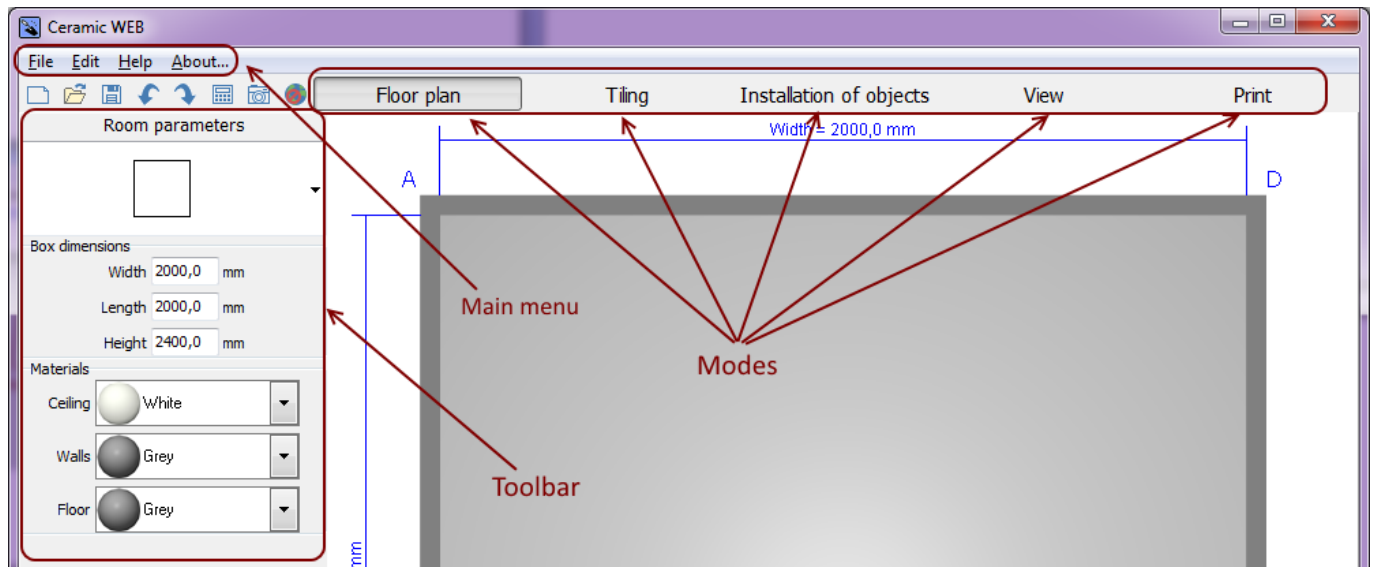 Ceramic WEB
File Edit Help About...
Floor plan Tiling Installation of objects View Print
Room parameters
Width = 2000,0 mm
A D
Box dimensions
Width 2000,0 mm
Length 2000,0 mm
Height 2400,0 mm
Main menu
Modes
Materials
Ceiling White
Walls Grey
Toolbar
Floor Grey
mm